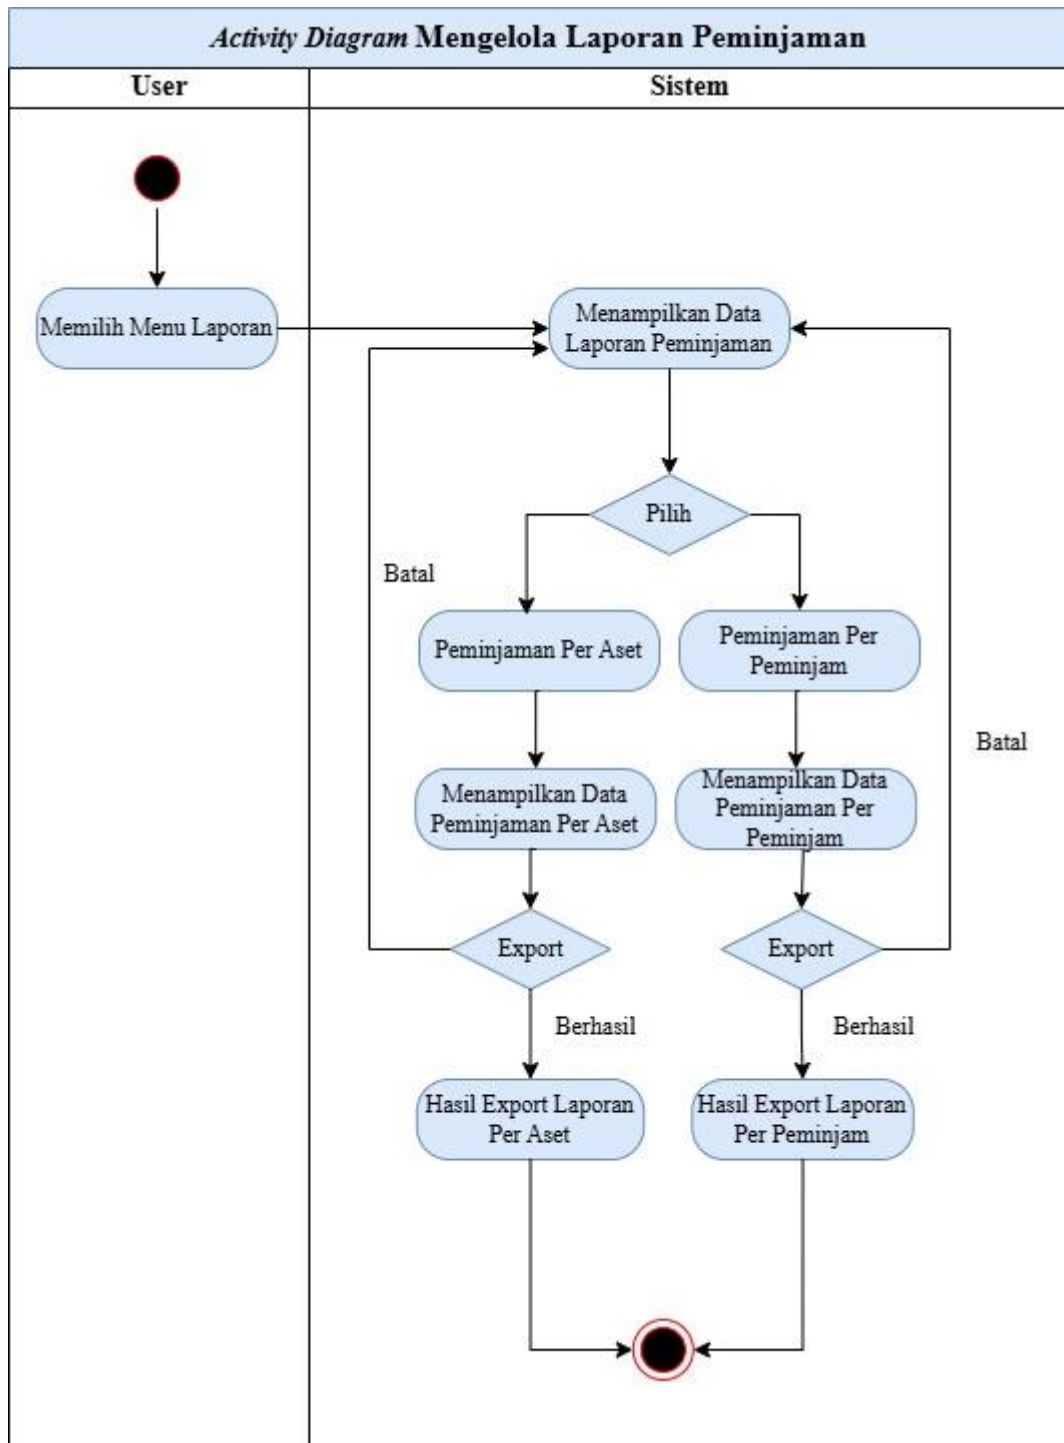 Activity Diagram Mengelola Laporan Peminjaman
User
Sistem
Memilih Menu Laporan
Menampilkan Data
Laporan Peminjaman
Pilih
Batal
Peminjaman Per Aset
Peminjaman Per
Peminjam
Batal
Menampilkan Data
Peminjaman Per Aset
Menampilkan Data
Peminjaman Per
Peminjam
Export
Export
Berhasil
Berhasil
Hasil Export Laporan
Per Aset
Hasil Export Laporan
Per Peminjam